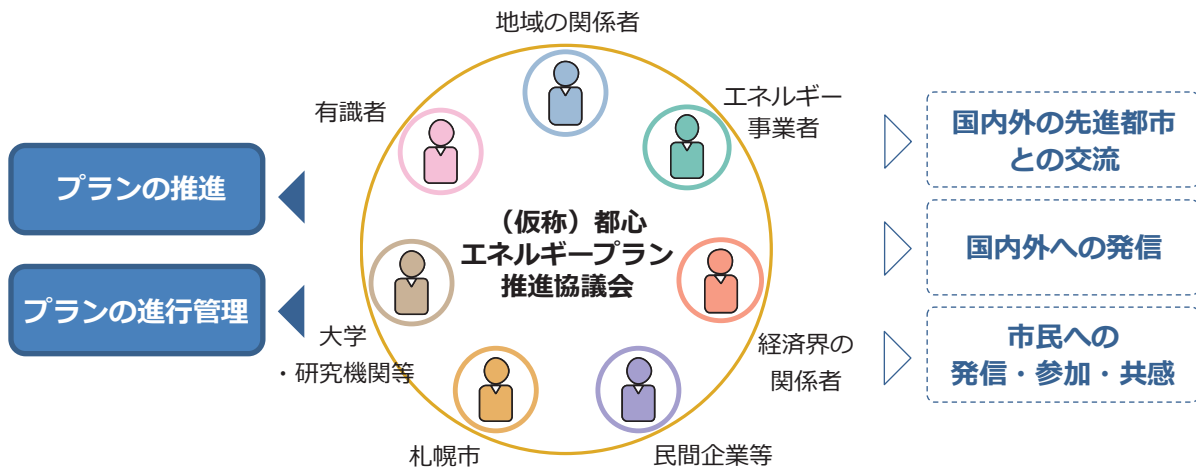 地域の関係者
有識者
エネルギー
事業者
プランの推進
プランの進行管理
（仮称）都心
エネルギープラン
推進協議会
大学
・研究機関等
経済界の
関係者
札幌市
民間企業等
国内外の先進都市
との交流
国内外への発信
市民への
発信・参加・共感